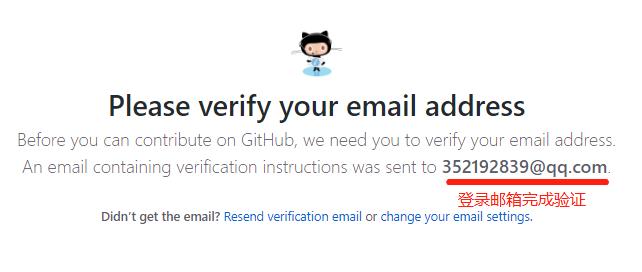 Please verify your email address
Before you can contribute on GitHub, we need you to verify your email address.
An email containing verification instructions was sent to 352192839@qq.com.
登录邮箱完成验证
Didn't get the email? Resend verification email or change your email settings.